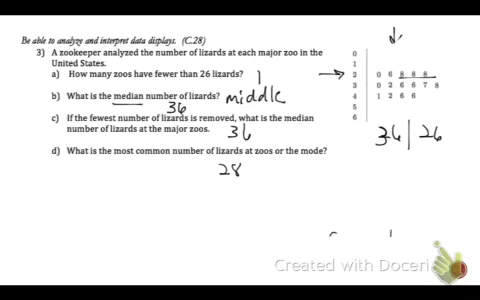 Be able to analyze and interpret data displays. (C.28)
3) A zookeeper analyzed the number of lizards at each major zoo in the
United States.
a) How many zoos have fewer than 26 lizards? 1
b) What is the median number of lizards? middle
36
c) If the fewest number of lizards is removed, what is the median
number of lizards at the major zoo. 36
d) What is the most common number of lizards at zoos or the mode?
28
0
1
2 0 6 8 8 8
3 0 2 6 6 7 8
4 1 2 6 6
5
6
36 | 26
Created with Doceri